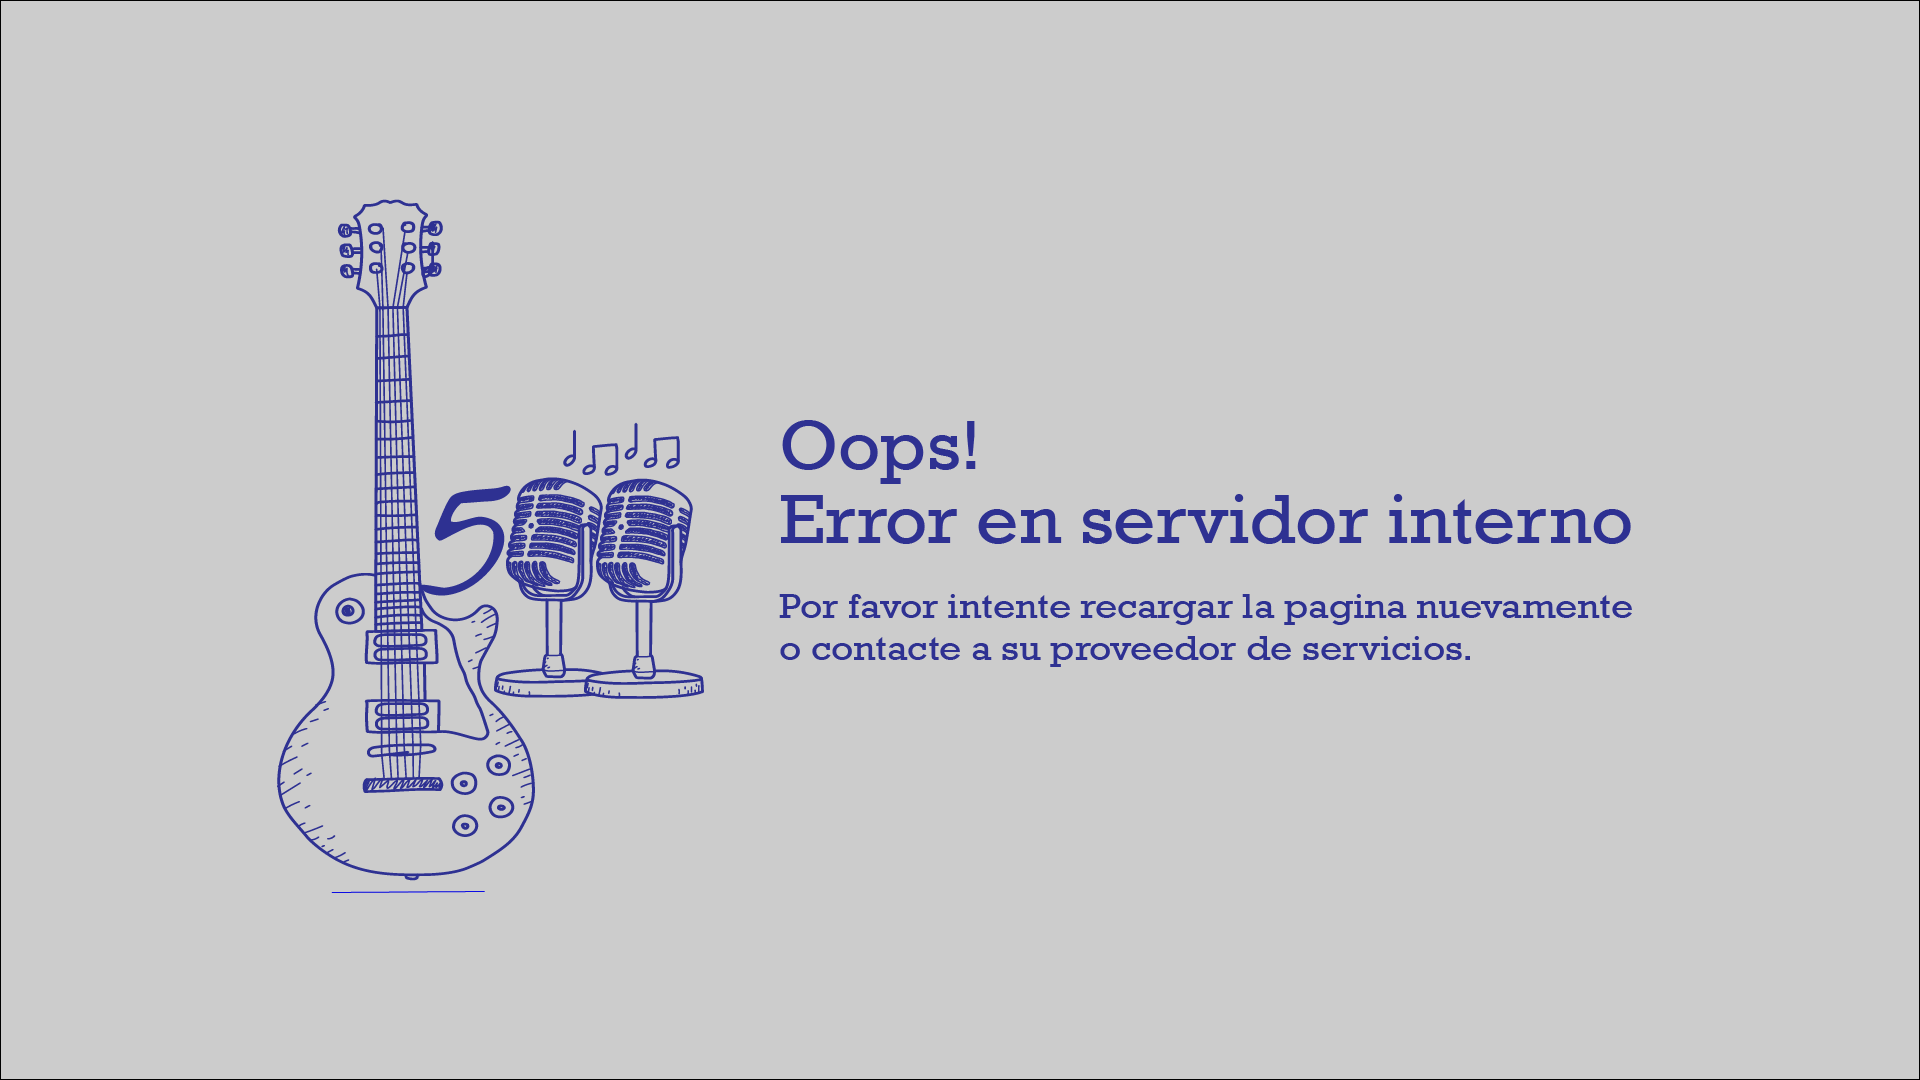 5
Oops!
Error en servidor interno
Por favor intente recargar la pagina nuevamente
o contacte a su proveedor de servicios.